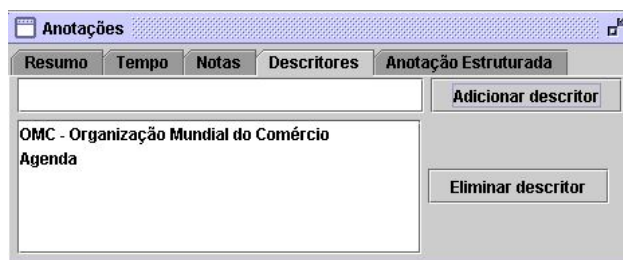 Anotações
Resumo Tempo Notas Descritores Anotação Estruturada
Adicionar descritor
OMC - Organização Mundial do Comércio
Agenda
Eliminar descritor